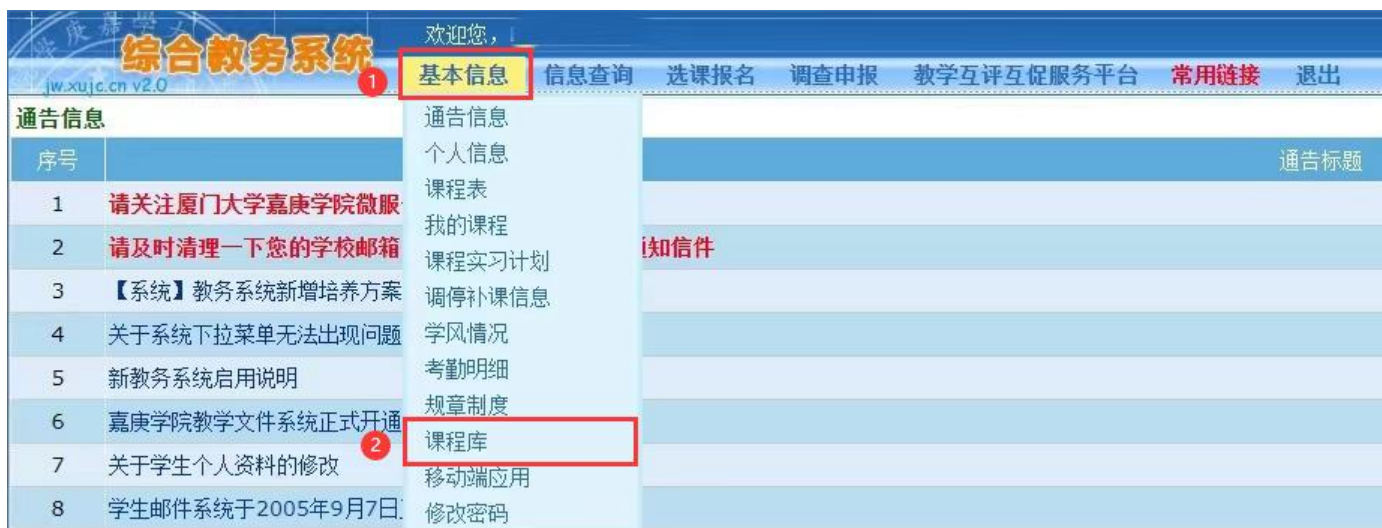 欢迎您，
综合教务系统
jw.xujc.cn v2.0
1
基本信息 信息查询 选课报名 调查申报 教学互评互促服务平台 常用链接 退出
通告信息
序号 通告标题
1 请关注厦门大学嘉庚学院微服
2 请及时清理一下您的学校邮箱 知信件
3 【系统】教务系统新增培养方案
4 关于系统下拉菜单无法出现问题
5 新教务系统启用说明
6 嘉庚学院教学文件系统正式开通
7 关于学生个人资料的修改
8 学生邮件系统于2005年9月7日
通告信息
个人信息
课程表
我的课程
课程实习计划
调停补课信息
学风情况
考勤明细
规章制度
2
课程库
移动端应用
修改密码